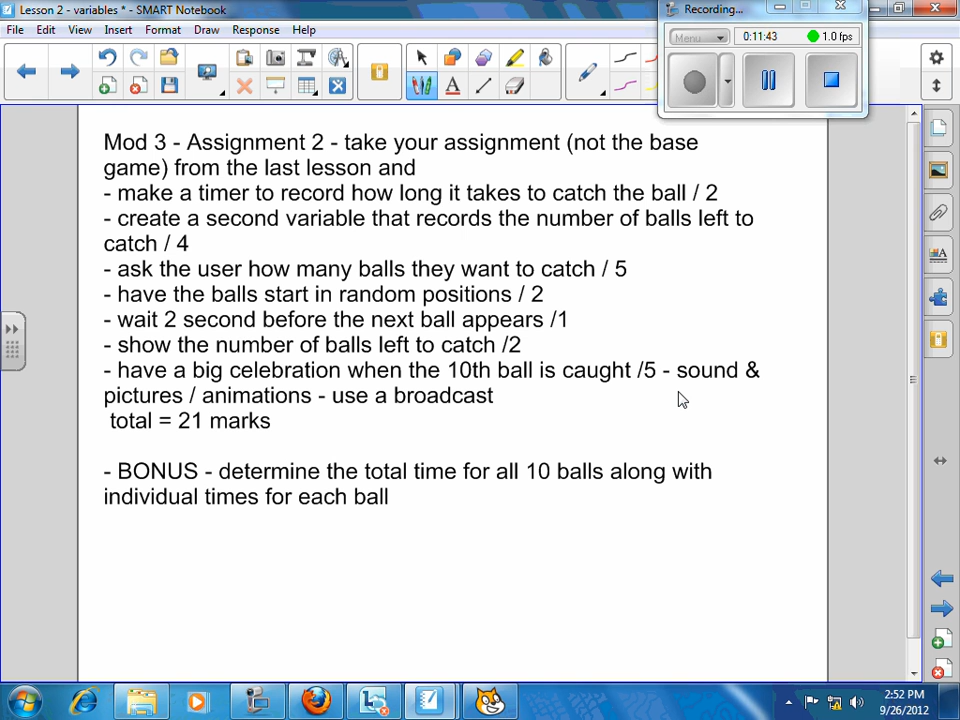 Lesson 2 - variables * - SMART Notebook
Recording...
File Edit View Insert Format Draw Response Help
Menu 0:11:43 1.0 fps
Mod 3 - Assignment 2 - take your assignment (not the base
game) from the last lesson and
- make a timer to record how long it takes to catch the ball / 2
- create a second variable that records the number of balls left to
catch / 4
- ask the user how many balls they want to catch / 5
- have the balls start in random positions / 2
- wait 2 second before the next ball appears /1
- show the number of balls left to catch /2
- have a big celebration when the 10th ball is caught /5 - sound &
pictures / animations - use a broadcast
total = 21 marks
- BONUS - determine the total time for all 10 balls along with
individual times for each ball
2:52 PM
9/26/2012